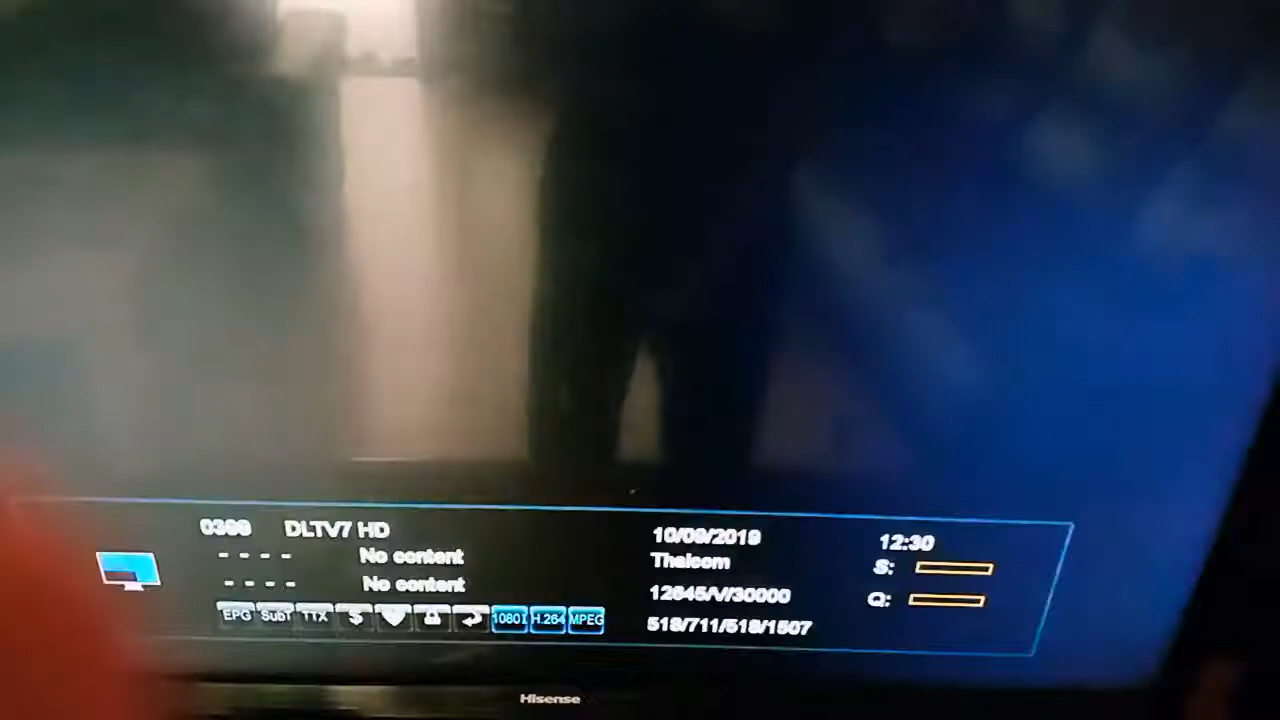 0399 DLTV7 HD
10/09/2019
12:30
- - - - No content
Thaicom
S:
- - - - No content
12645/V/30000
Q:
EPG SubT TTX $ 1080I H.264 MPEG
518/711/518/1507
Hisense